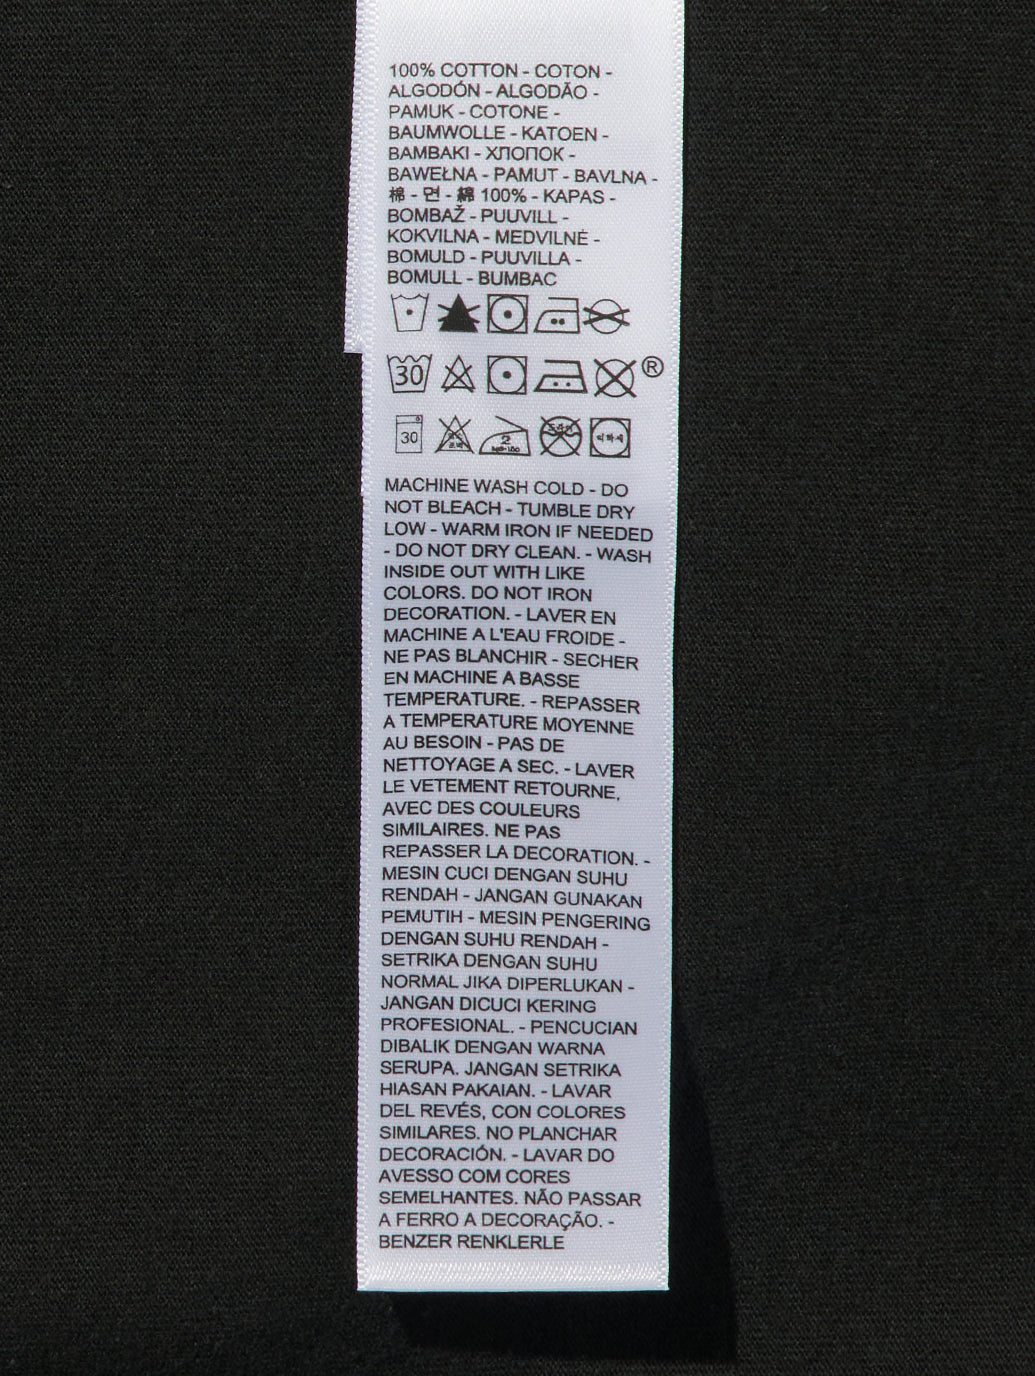 100% COTTON - COTON -
ALGODÓN - ALGODÃO -
PAMUK - COTONE -
BAUMWOLLE - KATOEN -
BAMBAKI - ХЛОПОК -
BAWEŁNA - PAMUT - BAVLNA -
棉 - 면 - 綿 100% - KAPAS -
BOMBAŽ - PUUVILL -
KOKVILNA - MEDVILNĖ -
BOMULD - PUUVILLA -
BOMULL - BUMBAC
30 ®
30 2
MACHINE WASH COLD - DO
NOT BLEACH - TUMBLE DRY
LOW - WARM IRON IF NEEDED
- DO NOT DRY CLEAN. - WASH
INSIDE OUT WITH LIKE
COLORS. DO NOT IRON
DECORATION. - LAVER EN
MACHINE A L'EAU FROIDE -
NE PAS BLANCHIR - SECHER
EN MACHINE A BASSE
TEMPERATURE. - REPASSER
A TEMPERATURE MOYENNE
AU BESOIN - PAS DE
NETTOYAGE A SEC. - LAVER
LE VETEMENT RETOURNE,
AVEC DES COULEURS
SIMILAIRES. NE PAS
REPASSER LA DECORATION. -
MESIN CUCI DENGAN SUHU
RENDAH - JANGAN GUNAKAN
PEMUTIH - MESIN PENGERING
DENGAN SUHU RENDAH -
SETRIKA DENGAN SUHU
NORMAL JIKA DIPERLUKAN -
JANGAN DICUCI KERING
PROFESIONAL. - PENCUCIAN
DIBALIK DENGAN WARNA
SERUPA. JANGAN SETRIKA
HIASAN PAKAIAN. - LAVAR
DEL REVÉS, CON COLORES
SIMILARES. NO PLANCHAR
DECORACIÓN. - LAVAR DO
AVESSO COM CORES
SEMELHANTES. NÃO PASSAR
A FERRO A DECORAÇÃO. -
BENZER RENKLERLE